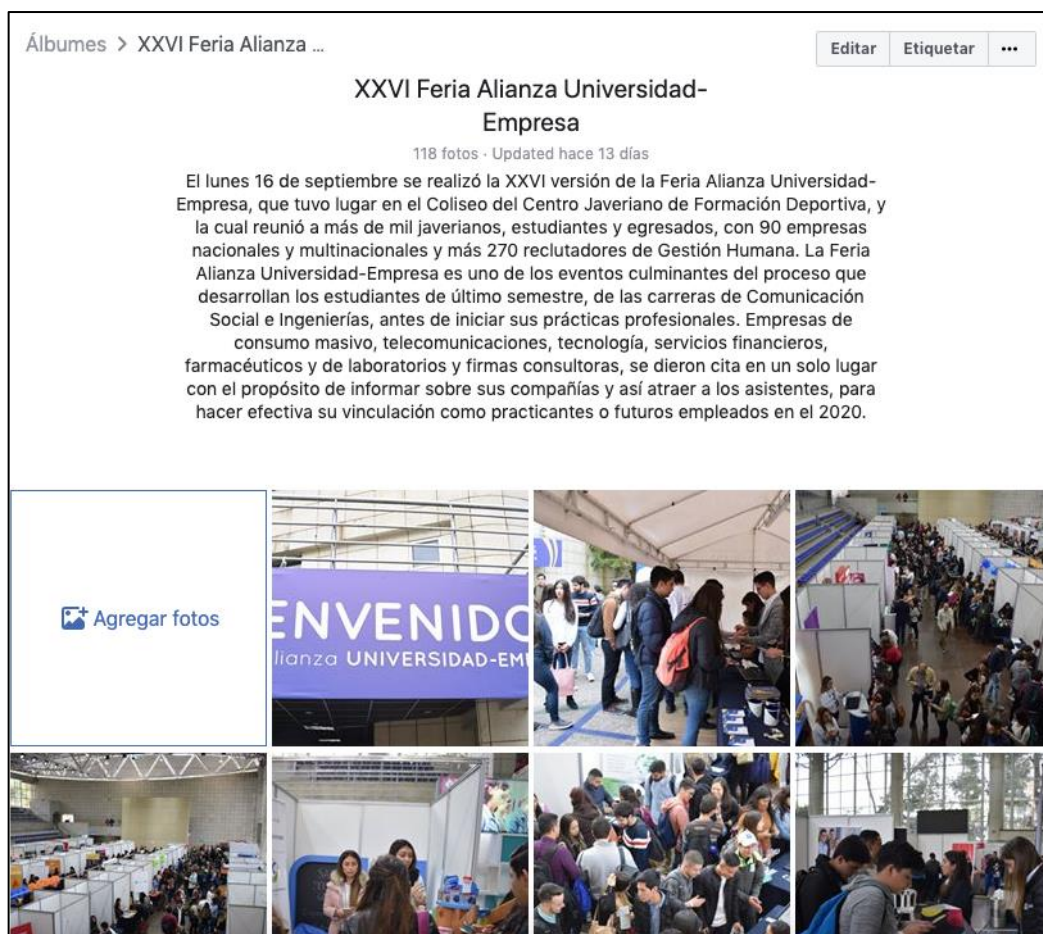 Álbumes > XXVI Feria Alianza ...
Editar
Etiquetar
•••
XXVI Feria Alianza Universidad-
Empresa
118 fotos · Updated hace 13 días
El lunes 16 de septiembre se realizó la XXVI versión de la Feria Alianza Universidad-
Empresa, que tuvo lugar en el Coliseo del Centro Javeriano de Formación Deportiva, y
la cual reunió a más de mil javerianos, estudiantes y egresados, con 90 empresas
nacionales y multinacionales y más 270 reclutadores de Gestión Humana. La Feria
Alianza Universidad-Empresa es uno de los eventos culminantes del proceso que
desarrollan los estudiantes de último semestre, de las carreras de Comunicación
Social e Ingenierías, antes de iniciar sus prácticas profesionales. Empresas de
consumo masivo, telecomunicaciones, tecnología, servicios financieros,
farmacéuticos y de laboratorios y firmas consultoras, se dieron cita en un solo lugar
con el propósito de informar sobre sus compañías y así atraer a los asistentes, para
hacer efectiva su vinculación como practicantes o futuros empleados en el 2020.
Agregar fotos
ENVENIDO
lianza UNIVERSIDAD-EM